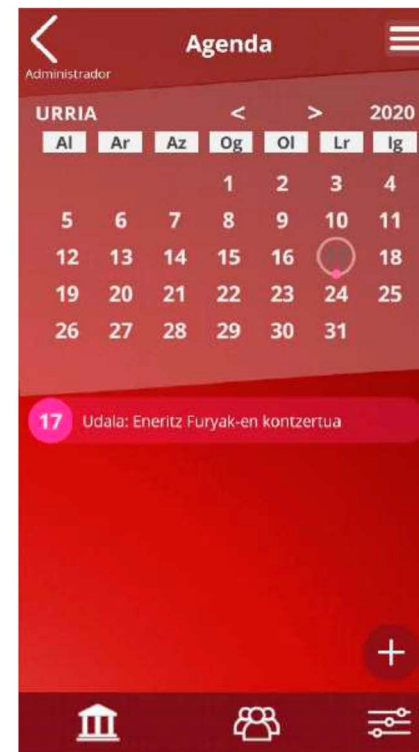 Agenda
Administrador
URRIA < > 2020
Al Ar Az Og Ol Lr Ig
1 2 3 4
5 6 7 8 9 10 11
12 13 14 15 16 18
19 20 21 22 23 24 25
26 27 28 29 30 31
17 Udala: Eneritz Furyak-en kontzertua